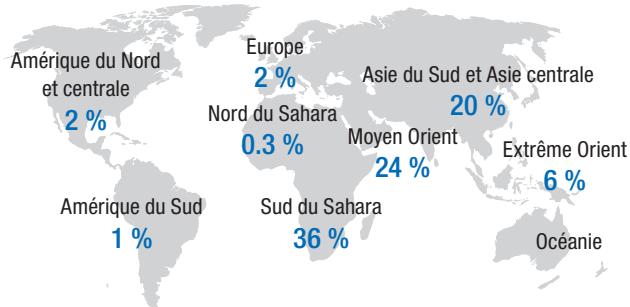 Amérique du Nord
et centrale
2 %
Europe
2 %
Asie du Sud et Asie centrale
20 %
Nord du Sahara
0.3 %
Moyen Orient
24 %
Extrême Orient
6 %
Amérique du Sud
1 %
Sud du Sahara
36 %
Océanie